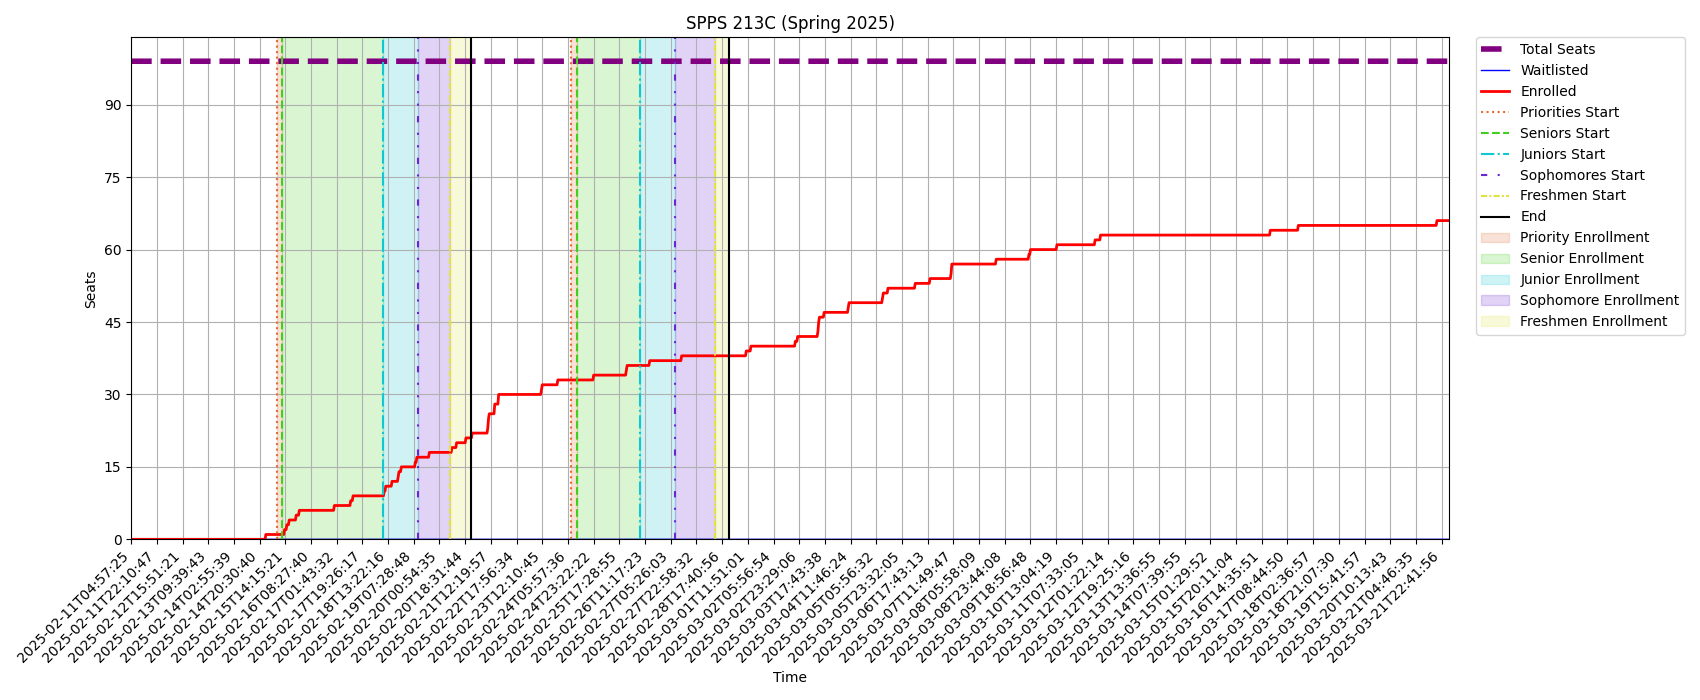 SPPS 213C (Spring 2025)
Total Seats
Waitlisted
Enrolled
Priorities Start
Seniors Start
Juniors Start
Sophomores Start
Freshmen Start
End
Priority Enrollment
Senior Enrollment
Junior Enrollment
Sophomore Enrollment
Freshmen Enrollment
Seats
90
75
60
45
30
15
0
2025-02-11T04:57:25
2025-02-11T22:10:47
2025-02-12T15:51:21
2025-02-13T09:39:43
2025-02-14T02:55:39
2025-02-14T20:30:40
2025-02-15T14:15:21
2025-02-16T08:27:40
2025-02-17T01:43:32
2025-02-17T19:26:17
2025-02-18T13:22:16
2025-02-19T07:28:48
2025-02-20T00:54:35
2025-02-20T18:31:44
2025-02-21T12:19:57
2025-02-22T17:56:34
2025-02-23T12:10:45
2025-02-24T05:57:36
2025-02-24T23:22:22
2025-02-25T17:28:55
2025-02-26T11:17:23
2025-02-27T05:26:03
2025-02-27T22:58:32
2025-02-28T17:40:56
2025-03-01T11:51:01
2025-03-02T05:56:54
2025-03-02T23:29:06
2025-03-03T17:43:38
2025-03-04T11:46:24
2025-03-05T05:56:32
2025-03-05T23:32:05
2025-03-06T17:43:13
2025-03-07T11:49:47
2025-03-08T05:58:09
2025-03-08T23:44:08
2025-03-09T18:56:48
2025-03-10T13:04:19
2025-03-11T07:33:05
2025-03-12T01:22:14
2025-03-12T19:25:16
2025-03-13T13:36:55
2025-03-14T07:39:55
2025-03-15T01:29:52
2025-03-15T20:11:04
2025-03-16T14:35:51
2025-03-17T08:44:50
2025-03-18T02:36:57
2025-03-18T21:07:30
2025-03-19T15:41:57
2025-03-20T10:13:43
2025-03-21T04:46:35
2025-03-21T22:41:56
Time